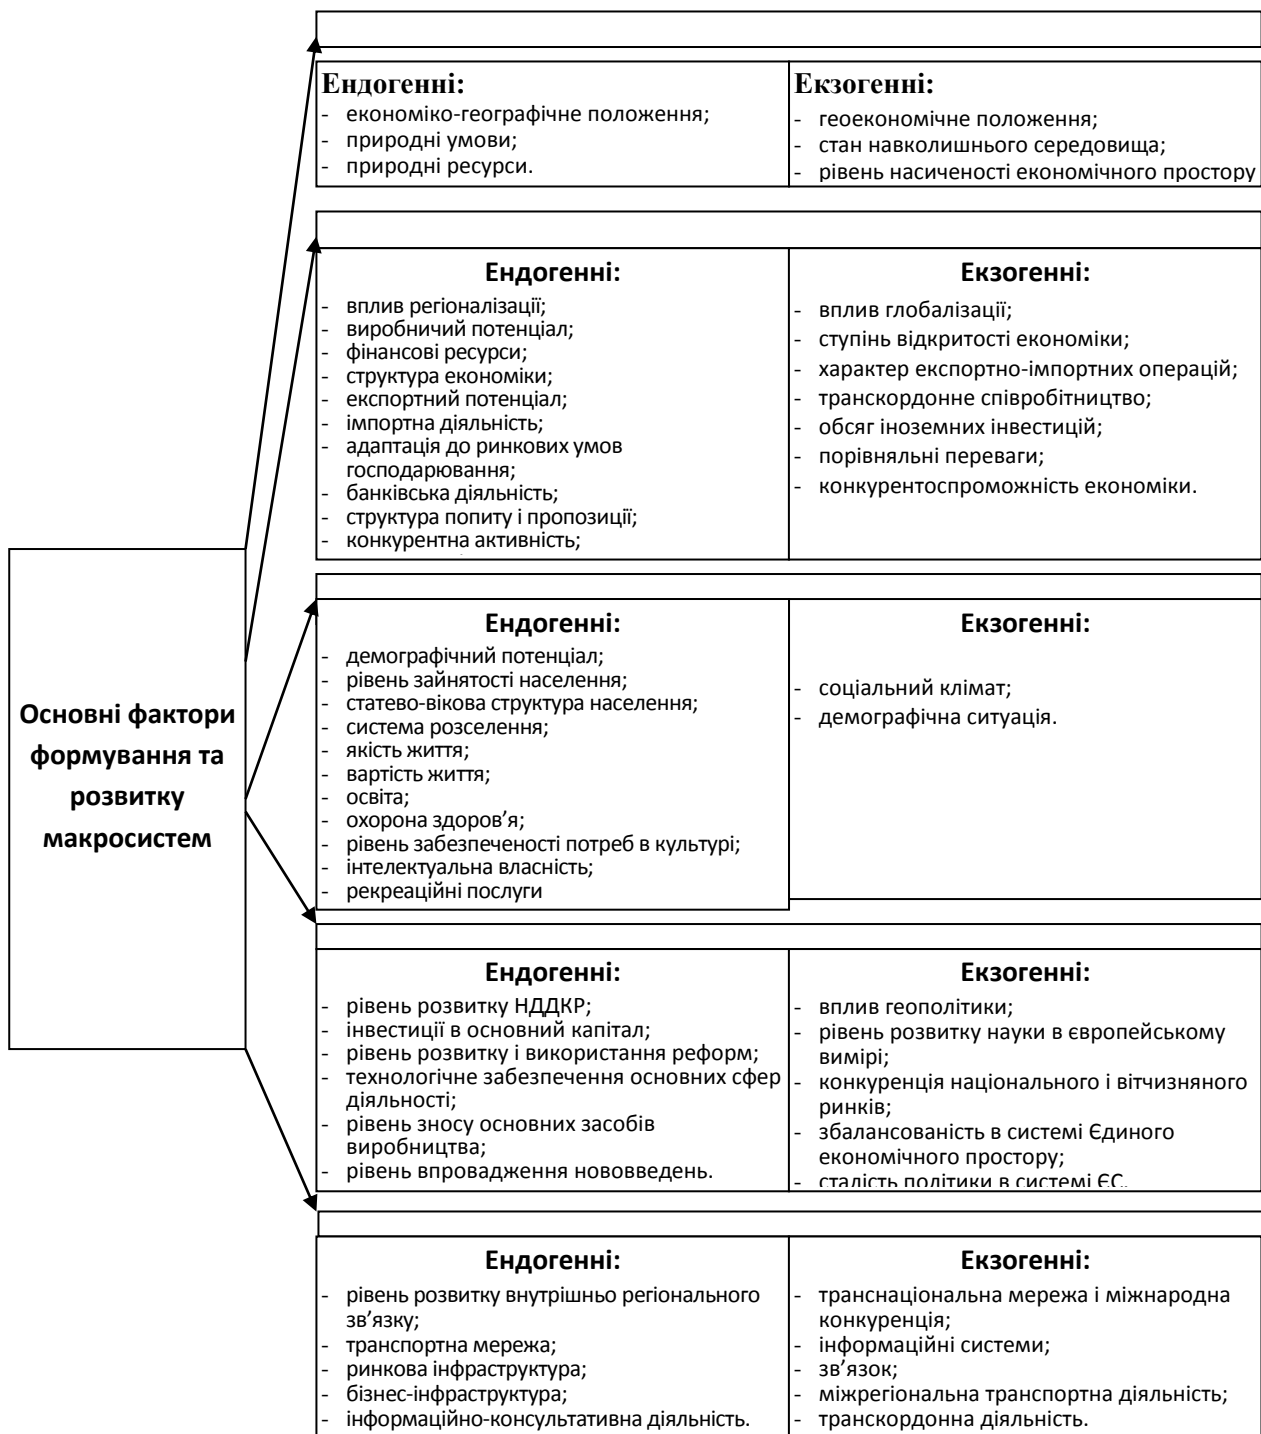 Ендогенні:
- економіко-географічне положення;
- природні умови;
- природні ресурси.
Екзогенні:
- геоекономічне положення;
- стан навколишнього середовища;
- рівень насиченості економічного простору
Ендогенні:
- вплив регіоналізації;
- виробничий потенціал;
- фінансові ресурси;
- структура економіки;
- експортний потенціал;
- імпортна діяльність;
- адаптація до ринкових умов
господарювання;
- банківська діяльність;
- структура попиту і пропозиції;
- конкурентна активність;
Екзогенні:
- вплив глобалізації;
- ступінь відкритості економіки;
- характер експортно-імпортних операцій;
- транскордонне співробітництво;
- обсяг іноземних інвестицій;
- порівняльні переваги;
- конкурентоспроможність економіки.
Основні фактори
формування та
розвитку
макросистем
Ендогенні:
- демографічний потенціал;
- рівень зайнятості населення;
- статево-вікова структура населення;
- система розселення;
- якість життя;
- вартість життя;
- освіта;
- охорона здоров’я;
- рівень забезпеченості потреб в культурі;
- інтелектуальна власність;
- рекреаційні послуги
Екзогенні:
- соціальний клімат;
- демографічна ситуація.
Ендогенні:
- рівень розвитку НДДКР;
- інвестиції в основний капітал;
- рівень розвитку і використання реформ;
- технологічне забезпечення основних сфер
діяльності;
- рівень зносу основних засобів
виробництва;
- рівень впровадження нововведень.
Екзогенні:
- вплив геополітики;
- рівень розвитку науки в європейському
вимірі;
- конкуренція національного і вітчизняного
ринків;
- збалансованість в системі Єдиного
економічного простору;
- сталість політики в системі ЄС.
Ендогенні:
- рівень розвитку внутрішньо регіонального
зв’язку;
- транспортна мережа;
- ринкова інфраструктура;
- бізнес-інфраструктура;
- інформаційно-консультативна діяльність.
Екзогенні:
- транснаціональна мережа і міжнародна
конкуренція;
- інформаційні системи;
- зв’язок;
- міжрегіональна транспортна діяльність;
- транскордонна діяльність.